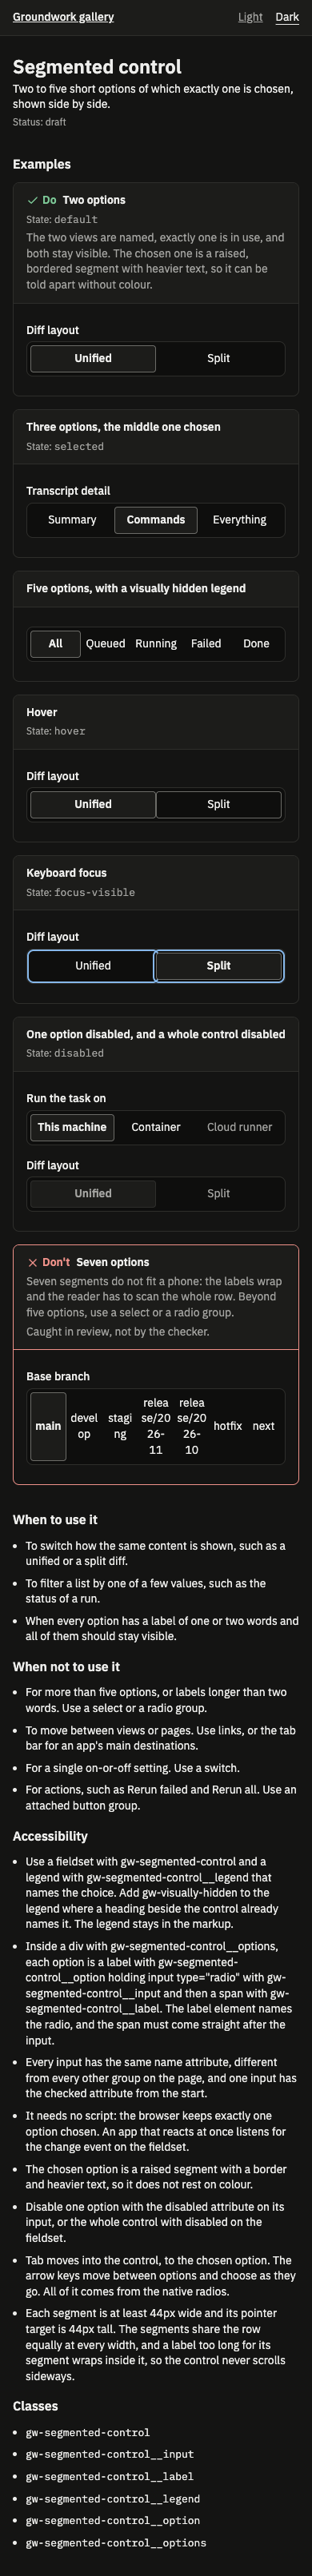 Groundwork gallery
Light
Dark
Segmented control
Two to five short options of which exactly one is chosen,
shown side by side.
Status: draft
Examples
Do Two options
State: default
The two views are named, exactly one is in use, and
both stay visible. The chosen one is a raised,
bordered segment with heavier text, so it can be
told apart without colour.
Diff layout
Unified
Split
Three options, the middle one chosen
State: selected
Transcript detail
Summary
Commands
Everything
Five options, with a visually hidden legend
All
Queued
Running
Failed
Done
Hover
State: hover
Diff layout
Unified
Split
Keyboard focus
State: focus-visible
Diff layout
Unified
Split
One option disabled, and a whole control disabled
State: disabled
Run the task on
This machine
Container
Cloud runner
Diff layout
Unified
Split
Don't Seven options
Seven segments do not fit a phone: the labels wrap
and the reader has to scan the whole row. Beyond
five options, use a select or a radio group.
Caught in review, not by the checker.
Base branch
main
devel
op
stagi
ng
relea
se/20
26-
11
relea
se/20
26-
10
hotfix
next
When to use it
• To switch how the same content is shown, such as a
unified or a split diff.
• To filter a list by one of a few values, such as the
status of a run.
• When every option has a label of one or two words and
all of them should stay visible.
When not to use it
• For more than five options, or labels longer than two
words. Use a select or a radio group.
• To move between views or pages. Use links, or the tab
bar for an app's main destinations.
• For a single on-or-off setting. Use a switch.
• For actions, such as Rerun failed and Rerun all. Use an
attached button group.
Accessibility
• Use a fieldset with gw-segmented-control and a
legend with gw-segmented-control__legend that
names the choice. Add gw-visually-hidden to the
legend where a heading beside the control already
names it. The legend stays in the markup.
• Inside a div with gw-segmented-control__options,
each option is a label with gw-segmented-
control__option holding input type="radio" with gw-
segmented-control__input and then a span with gw-
segmented-control__label. The label element names
the radio, and the span must come straight after the
input.
• Every input has the same name attribute, different
from every other group on the page, and one input has
the checked attribute from the start.
• It needs no script: the browser keeps exactly one
option chosen. An app that reacts at once listens for
the change event on the fieldset.
• The chosen option is a raised segment with a border
and heavier text, so it does not rest on colour.
• Disable one option with the disabled attribute on its
input, or the whole control with disabled on the
fieldset.
• Tab moves into the control, to the chosen option. The
arrow keys move between options and choose as they
go. All of it comes from the native radios.
• Each segment is at least 44px wide and its pointer
target is 44px tall. The segments share the row
equally at every width, and a label too long for its
segment wraps inside it, so the control never scrolls
sideways.
Classes
• gw-segmented-control
• gw-segmented-control__input
• gw-segmented-control__label
• gw-segmented-control__legend
• gw-segmented-control__option
• gw-segmented-control__options